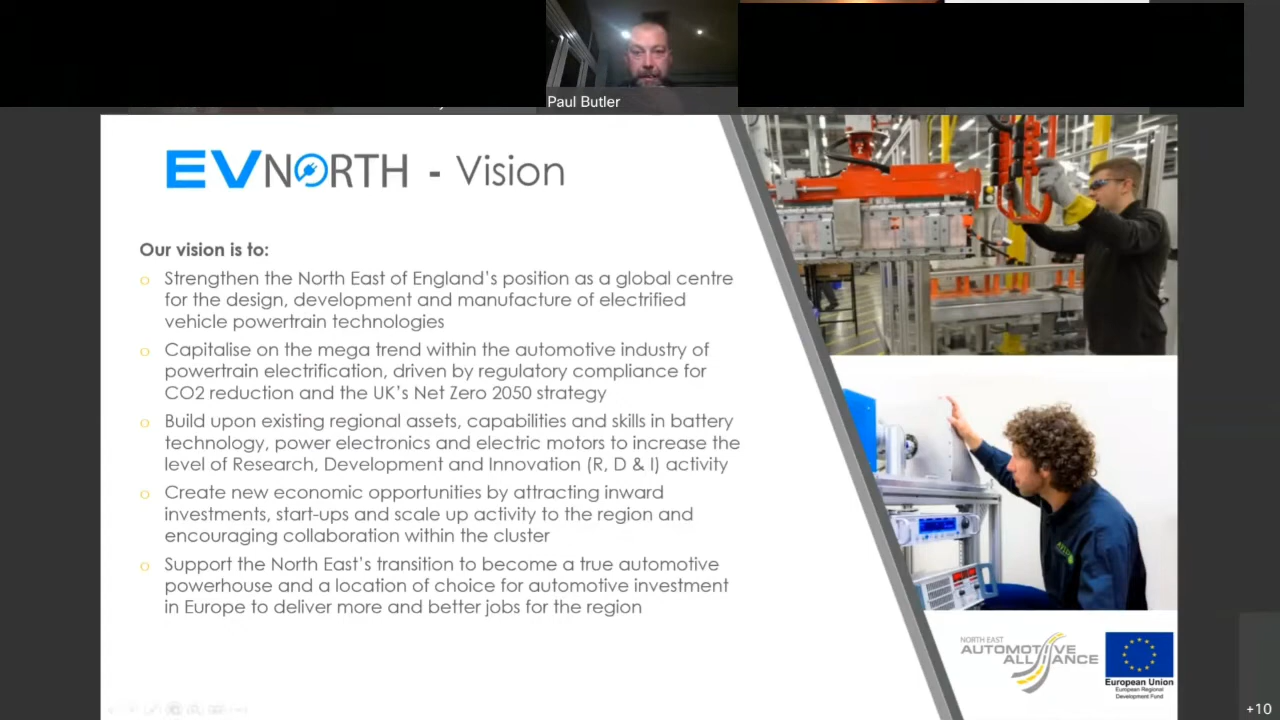 Paul Butler
EVNORTH - Vision
Our vision is to:
o Strengthen the North East of England's position as a global centre
for the design, development and manufacture of electrified
vehicle powertrain technologies
o Capitalise on the mega trend within the automotive industry of
powertrain electrification, driven by regulatory compliance for
CO2 reduction and the UK's Net Zero 2050 strategy
o Build upon existing regional assets, capabilities and skills in battery
technology, power electronics and electric motors to increase the
level of Research, Development and Innovation (R, D & I) activity
o Create new economic opportunities by attracting inward
investments, start-ups and scale up activity to the region and
encouraging collaboration within the cluster
o Support the North East's transition to become a true automotive
powerhouse and a location of choice for automotive investment
in Europe to deliver more and better jobs for the region
NORTH EAST
AUTOMOTIVE
ALLIANCE
European Union
European Regional
Development Fund
+10